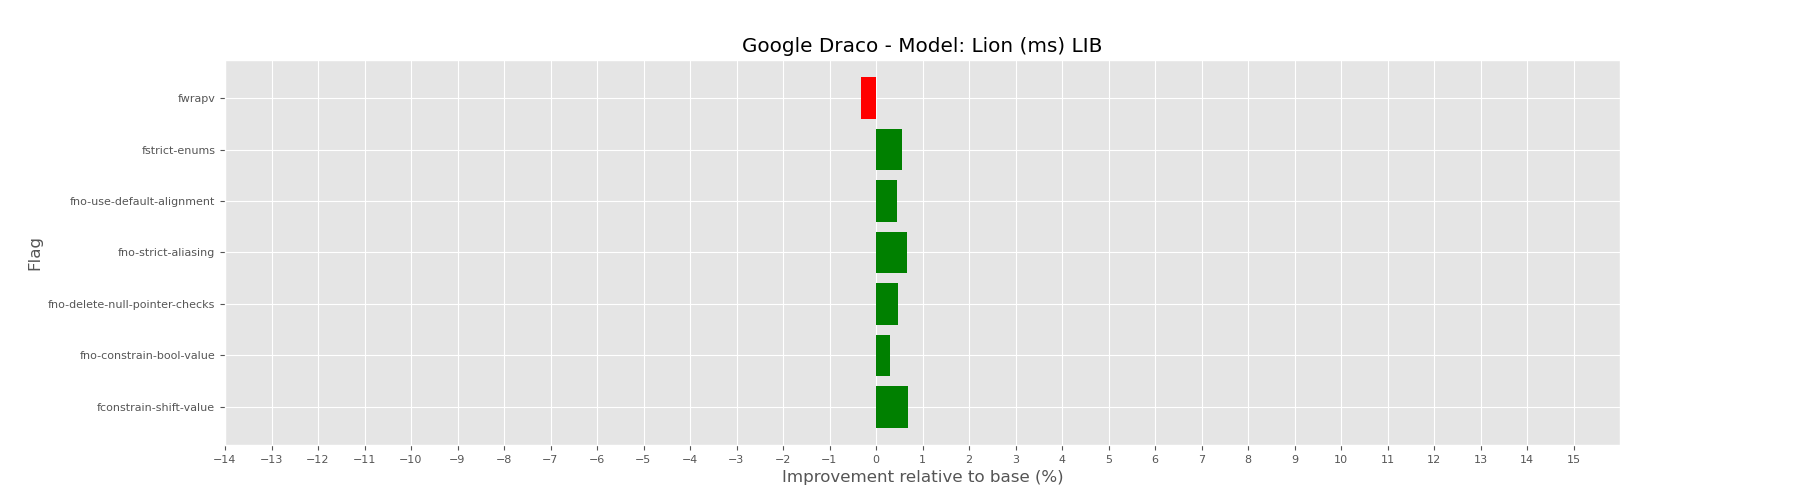 Google Draco - Model: Lion (ms) LIB
Flag
fwrapv
fstrict-enums
fno-use-default-alignment
fno-strict-aliasing
fno-delete-null-pointer-checks
fno-constrain-bool-value
fconstrain-shift-value
−14 −13 −12 −11 −10 −9 −8 −7 −6 −5 −4 −3 −2 −1 0 1 2 3 4 5 6 7 8 9 10 11 12 13 14 15
Improvement relative to base (%)